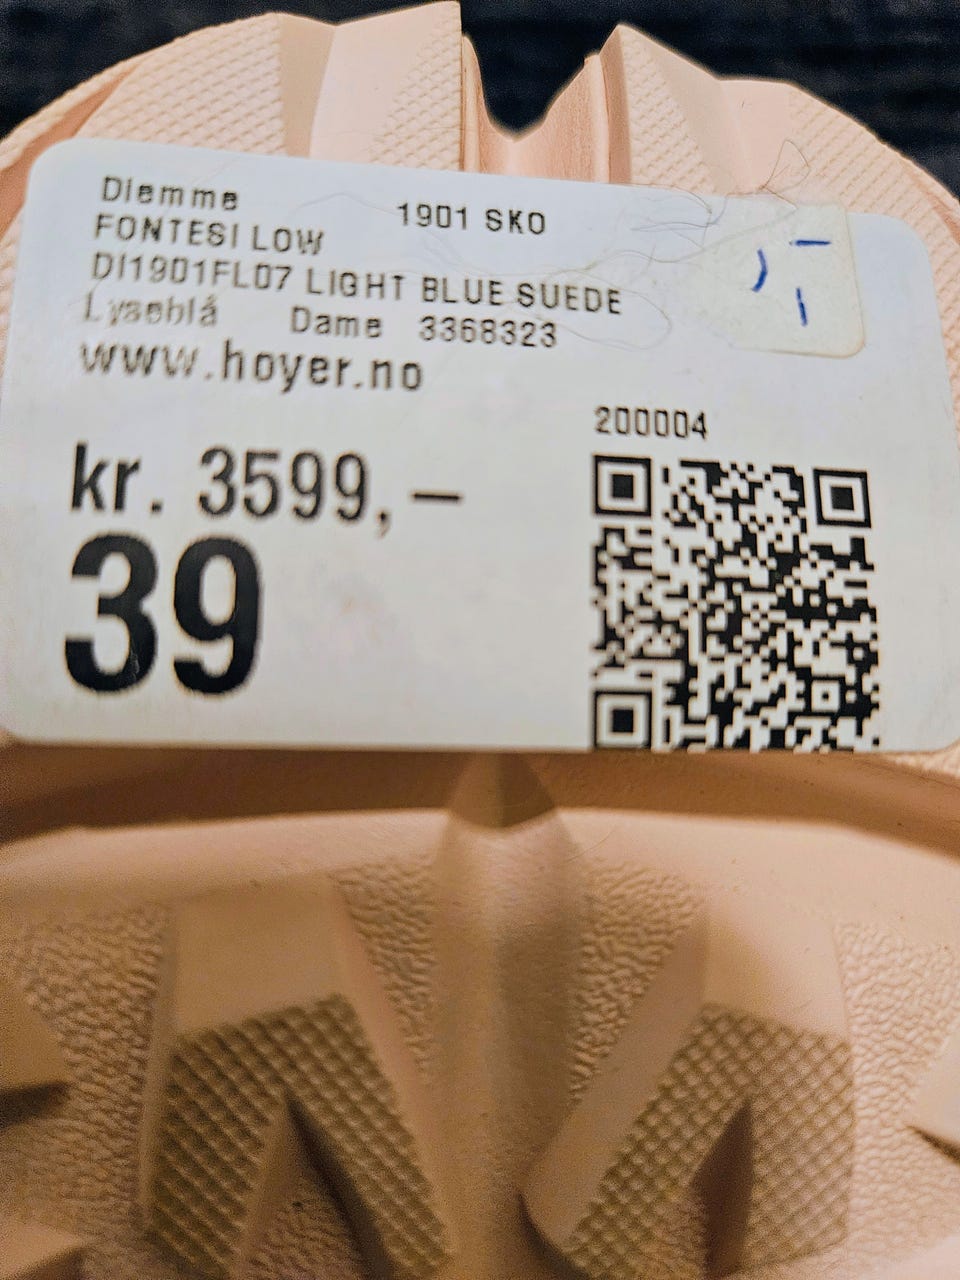 Diemme
1901 SKO
FONTESI LOW
DI1901FL07 LIGHT BLUE SUEDE
Lyseblå Dame 3368323
www.hoyer.no
200004
kr. 3599,–
39